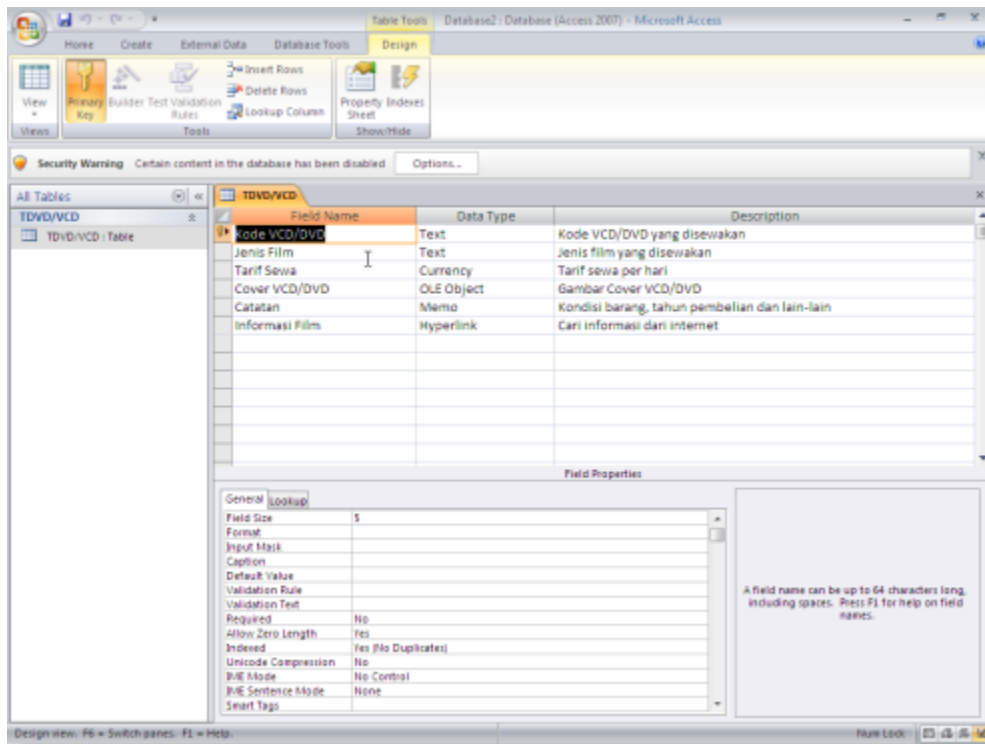 Table Tools Database2 : Database (Access 2007) - Microsoft Access
Home Create External Data Database Tools Design
View Primary Key Builder Test Validation Rules Insert Rows Delete Rows Lookup Column Property Sheet Indexes
Views Tools Show/Hide
Security Warning Certain content in the database has been disabled Options...
All Tables TDVD/VCD
TDVD/VCD Field Name Data Type Description
TDVD/VCD : Table Kode VCD/DVD Text Kode VCD/DVD yang disewakan
Jenis Film Text Jenis film yang disewakan
Tarif Sewa Currency Tarif sewa per hari
Cover VCD/DVD OLE Object Gambar Cover VCD/DVD
Catatan Memo Kondisi barang, tahun pembelian dan lain-lain
Informasi Film Hyperlink Cari informasi dari internet
Field Properties
General Lookup
Field Size 5
Format
Input Mask
Caption
Default Value
Validation Rule
Validation Text
Required No
Allow Zero Length Yes
Indexed Yes (No Duplicates)
Unicode Compression No
IME Mode No Control
IME Sentence Mode None
Smart Tags
A field name can be up to 64 characters long,
including spaces. Press F1 for help on field
names.
Design view. F6 = Switch panes. F1 = Help. Num Lock